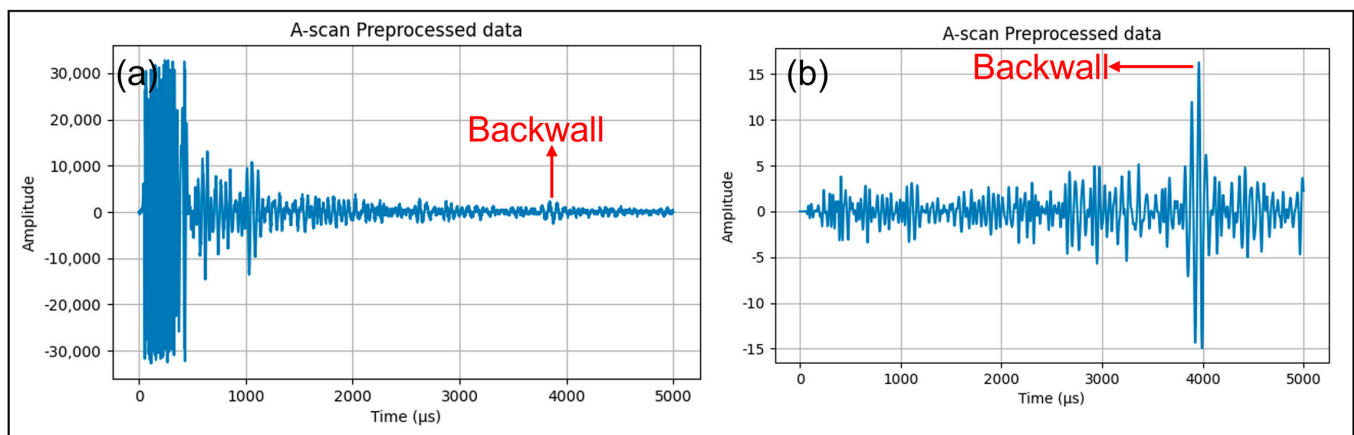 A-scan Preprocessed data
(a)
Backwall
30,000
20,000
10,000
0
-10,000
-20,000
-30,000
Amplitude
0 1000 2000 3000 4000 5000
Time (μs)
A-scan Preprocessed data
(b)
Backwall
15
10
5
0
-5
-10
-15
Amplitude
0 1000 2000 3000 4000 5000
Time (μs)